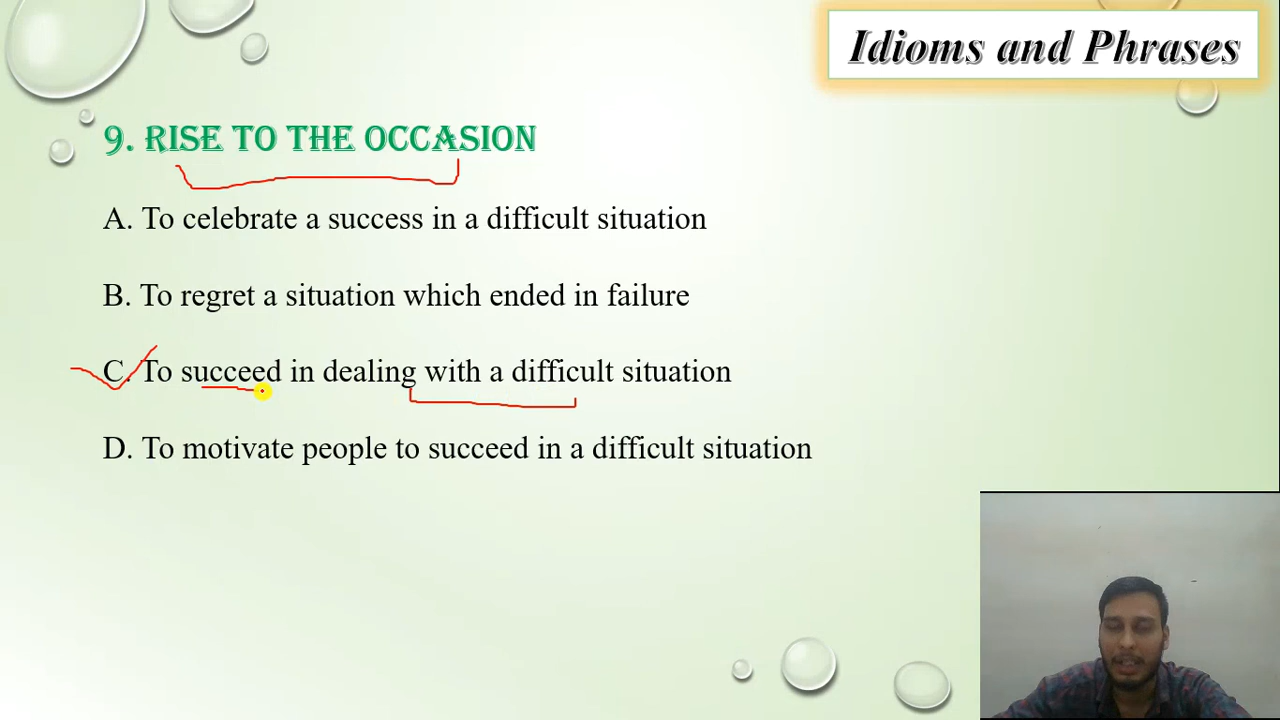 Idioms and Phrases
9. RISE TO THE OCCASION
A. To celebrate a success in a difficult situation
B. To regret a situation which ended in failure
C. To succeed in dealing with a difficult situation
D. To motivate people to succeed in a difficult situation